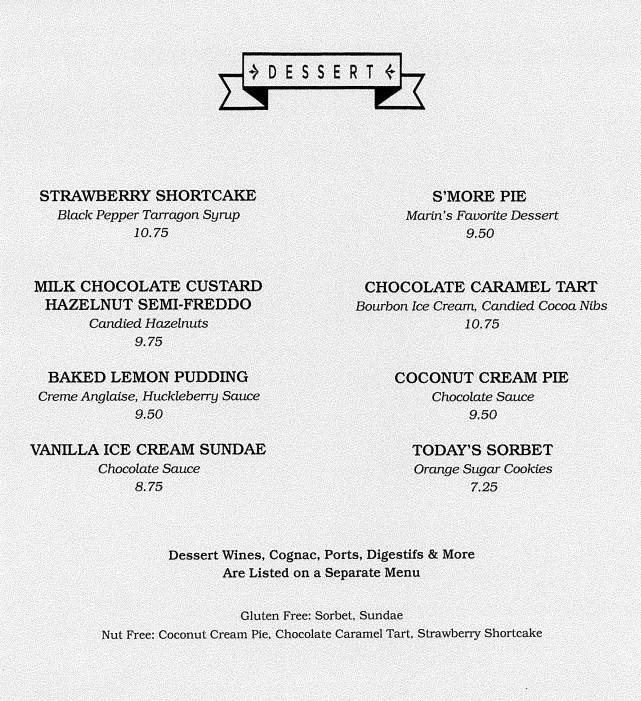 DESSERT
STRAWBERRY SHORTCAKE
Black Pepper Tarragon Syrup
10.75
MILK CHOCOLATE CUSTARD
HAZELNUT SEMI-FREDDO
Candied Hazelnuts
9.75
BAKED LEMON PUDDING
Creme Anglaise, Huckleberry Sauce
9.50
VANILLA ICE CREAM SUNDAE
Chocolate Sauce
8.75
S'MORE PIE
Marin's Favorite Dessert
9.50
CHOCOLATE CARAMEL TART
Bourbon Ice Cream, Candied Cocoa Nibs
10.75
COCONUT CREAM PIE
Chocolate Sauce
9.50
TODAY'S SORBET
Orange Sugar Cookies
7.25
Dessert Wines, Cognac, Ports, Digestifs & More
Are Listed on a Separate Menu
Gluten Free: Sorbet, Sundae
Nut Free: Coconut Cream Pie, Chocolate Caramel Tart, Strawberry Shortcake